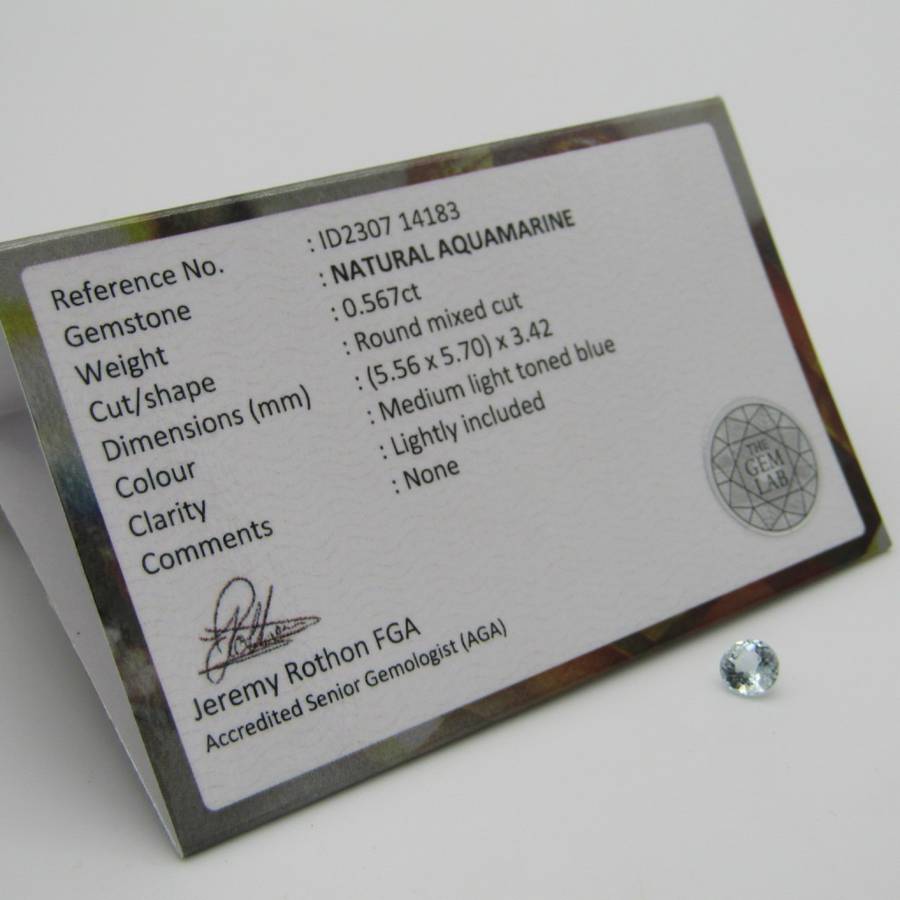 Reference No. : ID2307 14183
Gemstone : NATURAL AQUAMARINE
Weight : 0.567ct
Cut/shape : Round mixed cut
Dimensions (mm) : (5.56 x 5.70) x 3.42
Colour : Medium light toned blue
Clarity : Lightly included
Comments : None
Jeremy Rothon FGA
Accredited Senior Gemologist (AGA)
THE
GEM
LAB